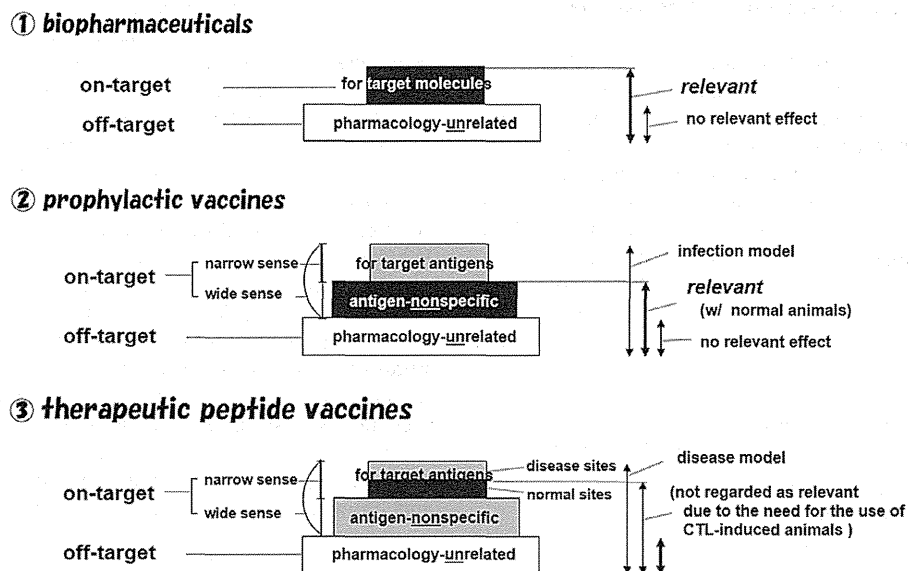 ① biopharmaceuticals
on-target
for target molecules
relevant
off-target
pharmacology-unrelated
no relevant effect
② prophylactic vaccines
on-target
narrow sense
wide sense
for target antigens
infection model
antigen-nonspecific
relevant
(w/ normal animals)
off-target
pharmacology-unrelated
no relevant effect
③ therapeutic peptide vaccines
on-target
narrow sense
wide sense
for target antigens
disease sites
normal sites
disease model
antigen-nonspecific
(not regarded as relevant
due to the need for the use of
CTL-induced animals )
off-target
pharmacology-unrelated